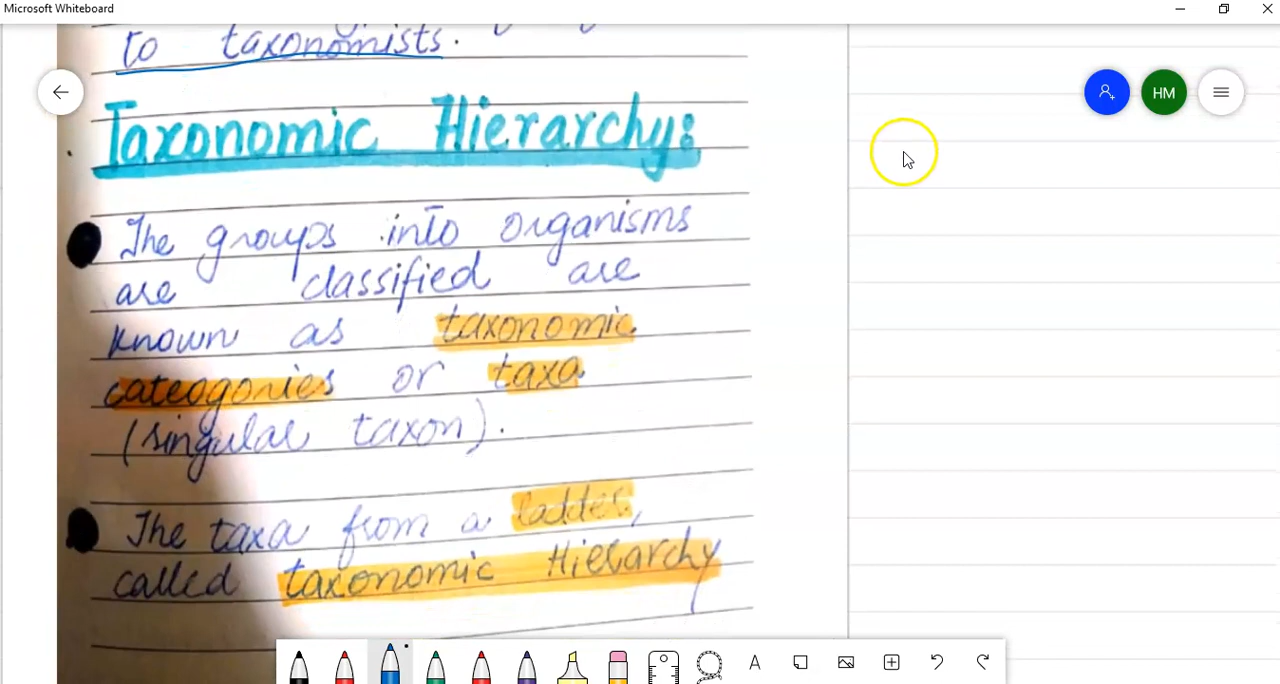 Microsoft Whiteboard
to taxonomists.
HM
Taxonomic Hierarchy:
The groups into organisms
are classified are
known as taxonomic
cateogories or taxa
(singular taxon).
The taxa from a ladder,
called taxonomic Hierarchy
A